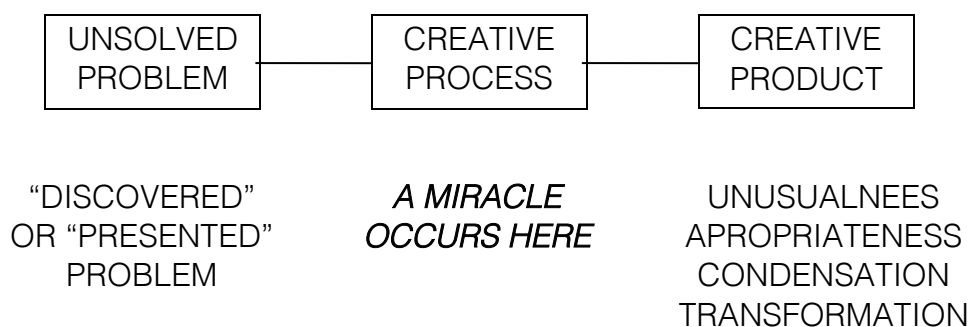 UNSOLVED
PROBLEM
CREATIVE
PROCESS
CREATIVE
PRODUCT
“DISCOVERED”
OR “PRESENTED”
PROBLEM
A MIRACLE
OCCURS HERE
UNUSUALNEES
APROPRIATENESS
CONDENSATION
TRANSFORMATION